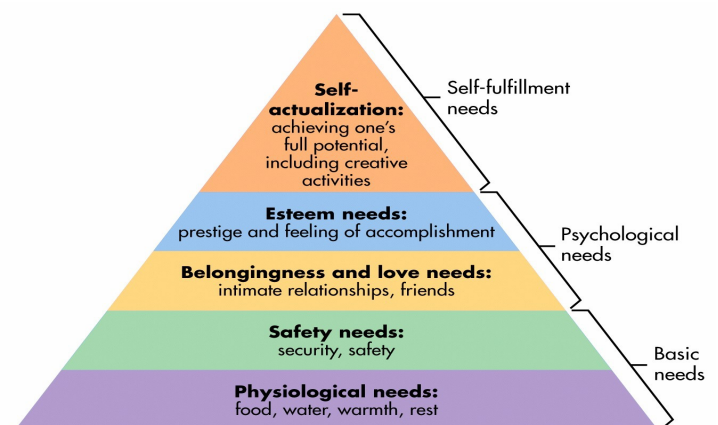 Self-
actualization:
achieving one's
full potential,
including creative
activities
Self-fulfillment
needs
Esteem needs:
prestige and feeling of accomplishment
Psychological
needs
Belongingness and love needs:
intimate relationships, friends
Safety needs:
security, safety
Basic
needs
Physiological needs:
food, water, warmth, rest